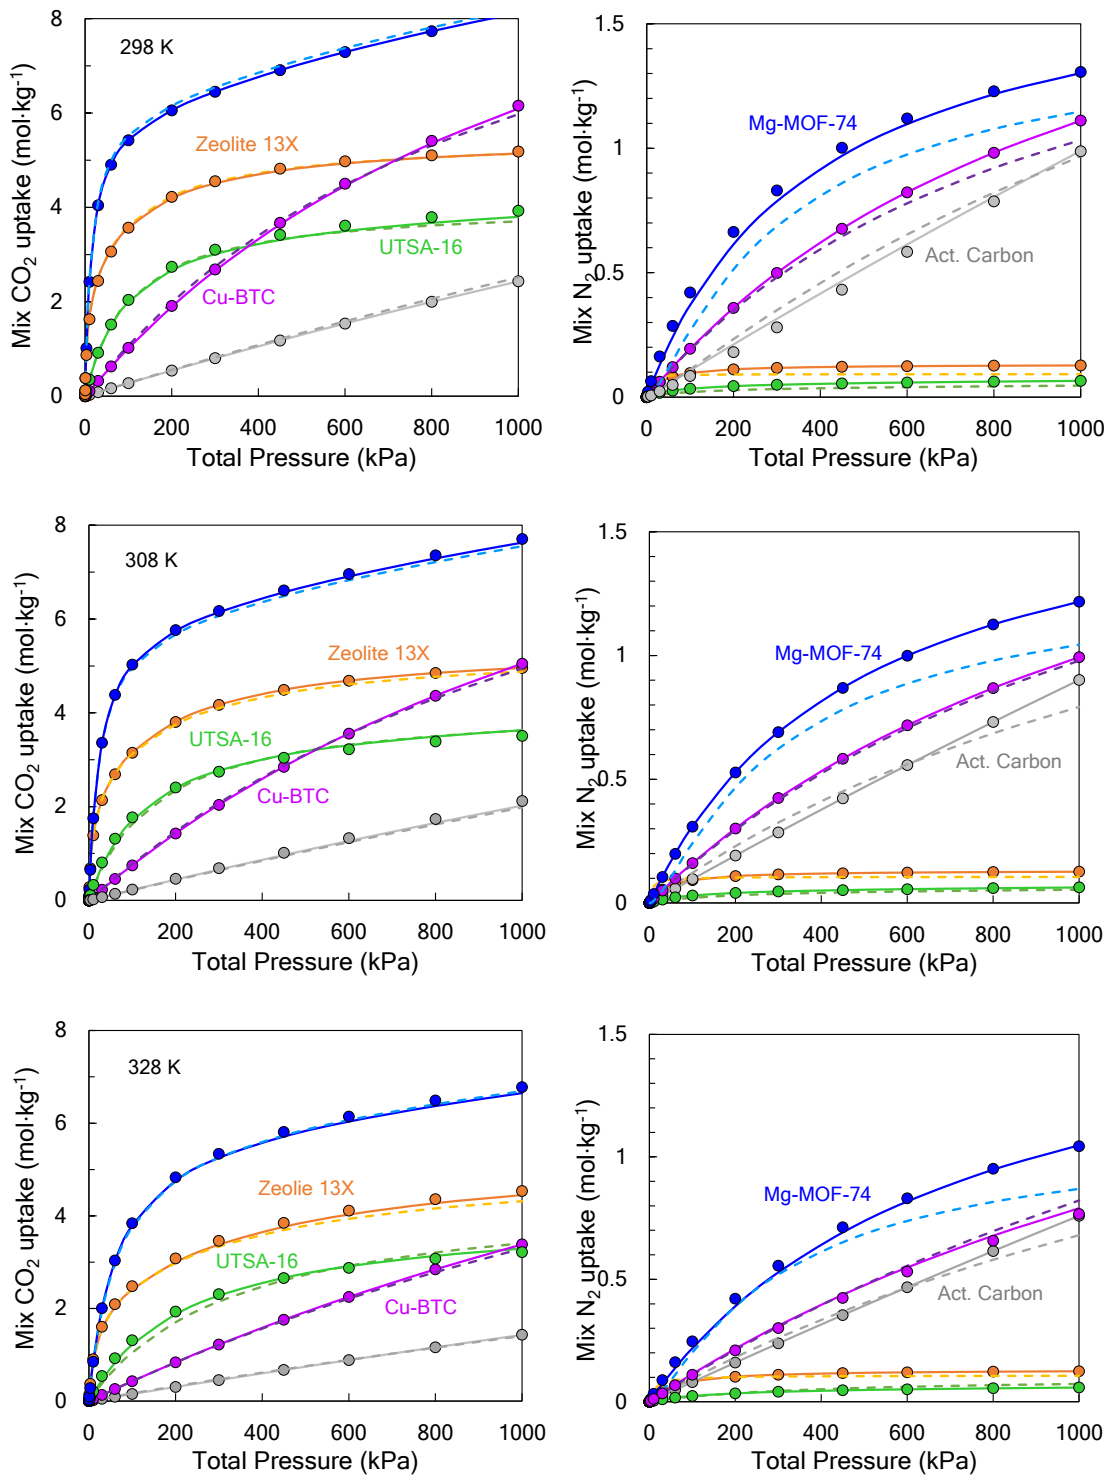 8
6
4
2
0
298 K
Zeolite 13X
UTSA-16
Cu-BTC
Mix CO₂ uptake (mol·kg⁻¹)
0 200 400 600 800 1000
Total Pressure (kPa)
1.5
1
0.5
0
Mg-MOF-74
Act. Carbon
Mix N₂ uptake (mol·kg⁻¹)
0 200 400 600 800 1000
Total Pressure (kPa)
8
6
4
2
0
308 K
Zeolite 13X
UTSA-16
Cu-BTC
Mix CO₂ uptake (mol·kg⁻¹)
0 200 400 600 800 1000
Total Pressure (kPa)
1.5
1
0.5
0
Mg-MOF-74
Act. Carbon
Mix N₂ uptake (mol·kg⁻¹)
0 200 400 600 800 1000
Total Pressure (kPa)
8
6
4
2
0
328 K
Zeolie 13X
UTSA-16
Cu-BTC
Mix CO₂ uptake (mol·kg⁻¹)
0 200 400 600 800 1000
Total Pressure (kPa)
1.5
1
0.5
0
Mg-MOF-74
Act. Carbon
Mix N₂ uptake (mol·kg⁻¹)
0 200 400 600 800 1000
Total Pressure (kPa)